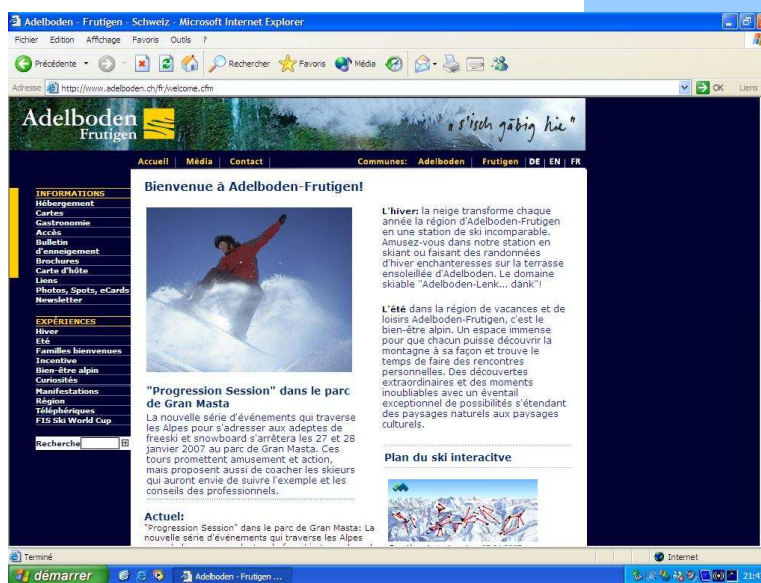 Adelboden - Frutigen - Schweiz - Microsoft Internet Explorer
Fichier Edition Affichage Favoris Outils ?
Précédente Rechercher Favoris Média
Adresse http://www.adelboden.ch/fr/welcome.cfm OK Liens
Adelboden
Frutigen
"s'isch gäbig hie"
Accueil | Média | Contact | Communes: Adelboden | Frutigen | DE | EN | FR
INFORMATIONS
Hébergement
Cartes
Gastronomie
Accès
Bulletin
d'enneigement
Brochures
Carte d'hôte
Liens
Photos, Spots, eCards
Newsletter
EXPÉRIENCES
Hiver
Eté
Familles bienvenues
Incentive
Bien-être alpin
Curiosités
Manifestations
Région
Téléphériques
FIS Ski World Cup
Recherche
Bienvenue à Adelboden-Frutigen!
"Progression Session" dans le parc
de Gran Masta
La nouvelle série d'événements qui traverse
les Alpes pour s'adresser aux adeptes de
freeski et snowboard s'arrêtera les 27 et 28
janvier 2007 au parc de Gran Masta. Ces
tours promettent amusement et action,
mais proposent aussi de coacher les skieurs
qui auront envie de suivre l'exemple et les
conseils des professionnels.
Actuel:
"Progression Session" dans le parc de Gran Masta: La
nouvelle série d'événements qui traverse les Alpes
L'hiver: la neige transforme chaque
année la région d'Adelboden-Frutigen
en une station de ski incomparable.
Amusez-vous dans notre station en
skiant ou faisant des randonnées
d'hiver enchanteresses sur la terrasse
ensoleillée d'Adelboden. Le domaine
skiable "Adelboden-Lenk... dänk"!
L'été dans la région de vacances et de
loisirs Adelboden-Frutigen, c'est le
bien-être alpin. Un espace immense
pour que chacun puisse découvrir la
montagne à sa façon et trouve le
temps de faire des rencontres
personnelles. Des découvertes
extraordinaires et des moments
inoubliables avec un éventail
exceptionnel de possibilités s'étendant
des paysages naturels aux paysages
culturels.
Plan du ski interacitve
Terminé Internet
démarrer Adelboden - Frutigen ...